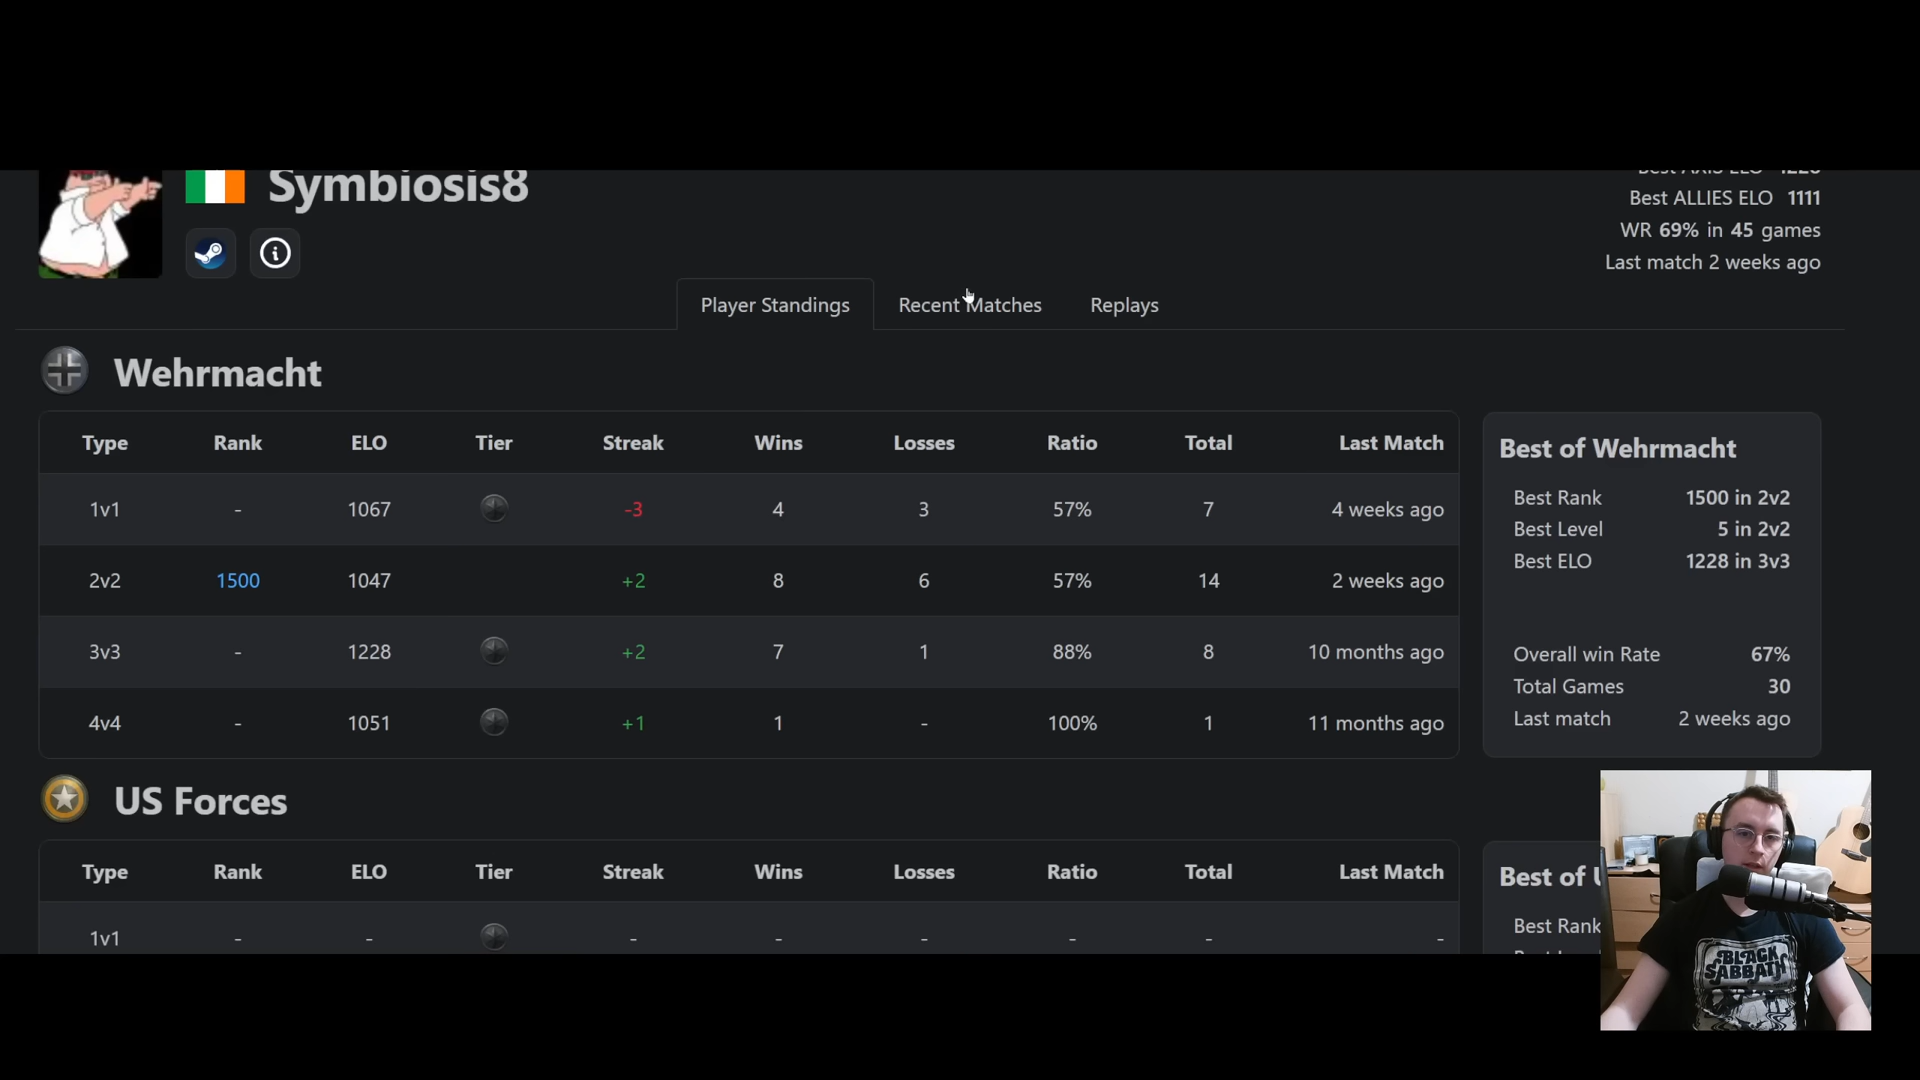 Symbiosis8
Best AXIS ELO 1228
Best ALLIES ELO 1111
WR 69% in 45 games
Last match 2 weeks ago
Player Standings Recent Matches Replays
Wehrmacht
Type Rank ELO Tier Streak Wins Losses Ratio Total Last Match
1v1 - 1067 -3 4 3 57% 7 4 weeks ago
2v2 1500 1047 +2 8 6 57% 14 2 weeks ago
3v3 - 1228 +2 7 1 88% 8 10 months ago
4v4 - 1051 +1 1 - 100% 1 11 months ago
Best of Wehrmacht
Best Rank 1500 in 2v2
Best Level 5 in 2v2
Best ELO 1228 in 3v3
Overall win Rate 67%
Total Games 30
Last match 2 weeks ago
US Forces
Type Rank ELO Tier Streak Wins Losses Ratio Total Last Match
1v1 - - - - - - - -
Best of
Best Rank
BLACK
SABBATH